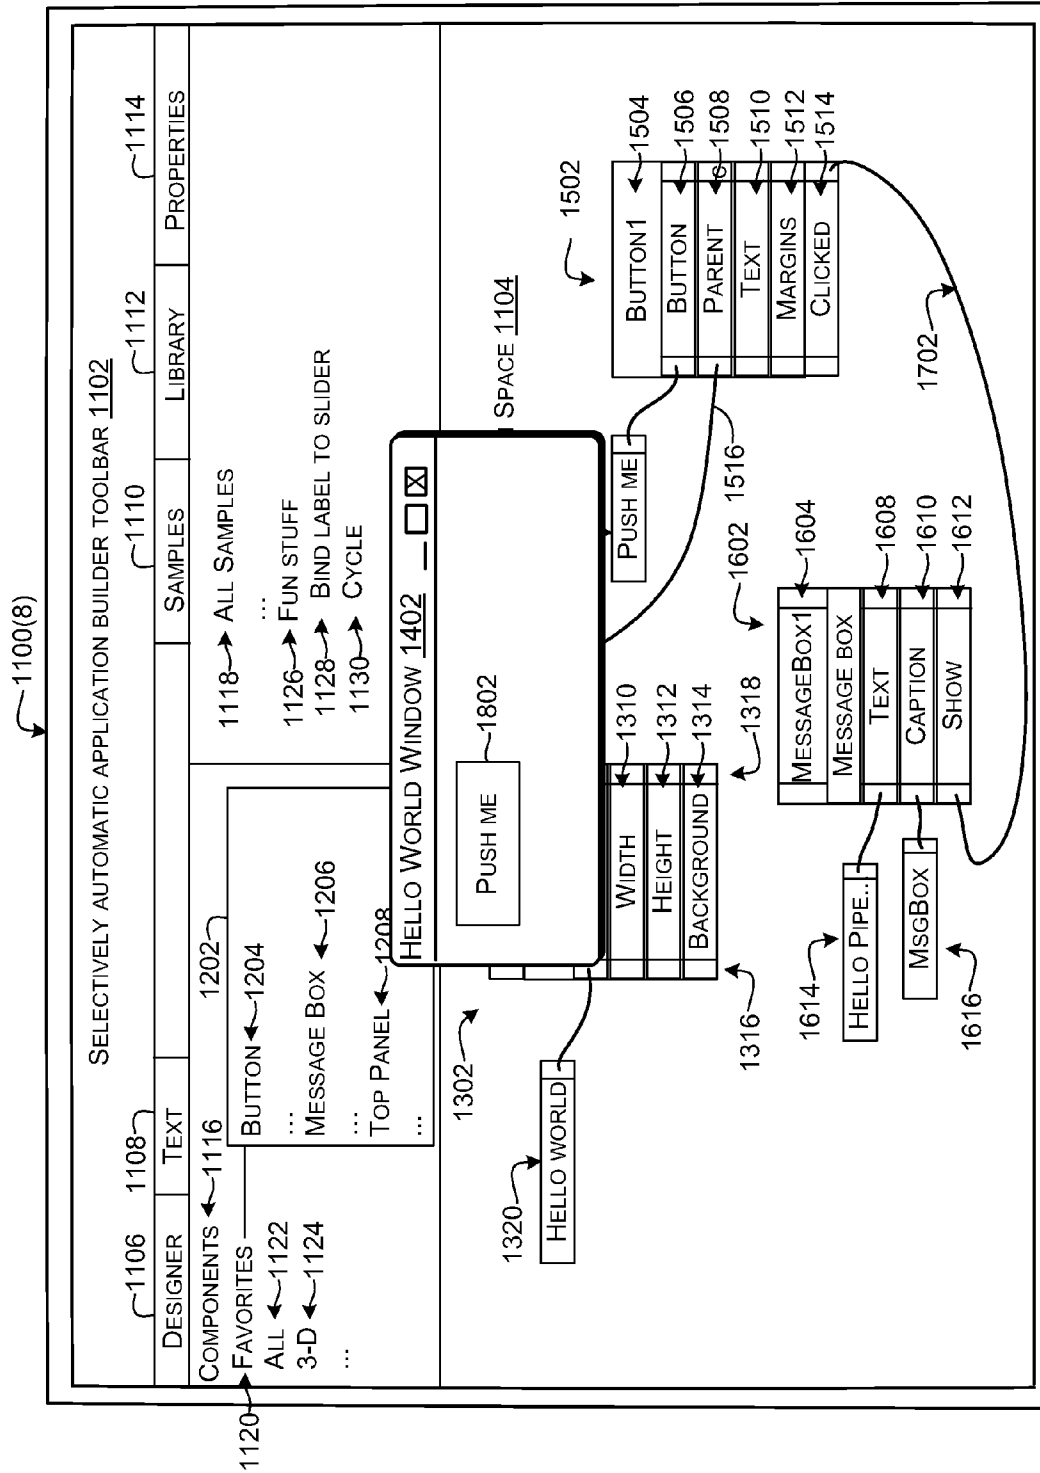 1100(8)
SELECTIVELY AUTOMATIC APPLICATION BUILDER TOOLBAR 1102
1106
1108
1110
1112
1114
DESIGNER
TEXT
SAMPLES
LIBRARY
PROPERTIES
COMPONENTS 1116
1120
FAVORITES
ALL 1122
3-D 1124
...
1202
BUTTON 1204
...
MESSAGE BOX 1206
...
TOP PANEL 1208
...
1118 ALL SAMPLES
...
1126 FUN STUFF
1128 BIND LABEL TO SLIDER
1130 CYCLE
HELLO WORLD WINDOW 1402
1802
PUSH ME
SPACE 1104
1302
1320
HELLO WORLD
WIDTH 1310
HEIGHT 1312
BACKGROUND 1314
1316
1318
PUSH ME
1516
1502
BUTTON1 1504
BUTTON 1506
PARENT 1508
TEXT 1510
MARGINS 1512
CLICKED 1514
1702
1602
MESSAGEBOX1 1604
MESSAGE BOX
TEXT 1608
CAPTION 1610
SHOW 1612
1614
HELLO PIPE..
MSGBOX
1616